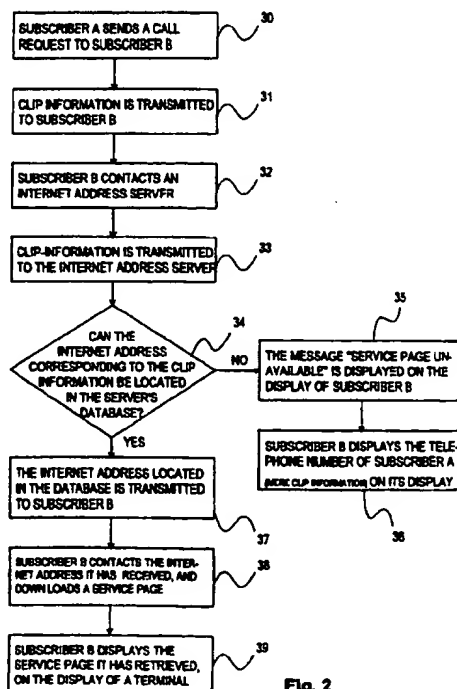 SUBSCRIBER A SENDS A CALL
REQUEST TO SUBSCRIBER B
30
CLIP INFORMATION IS TRANSMITTED
TO SUBSCRIBER B
31
SUBSCRIBER B CONTACTS AN
INTERNET ADDRESS SERVER
32
CLIP-INFORMATION IS TRANSMITTED
TO THE INTERNET ADDRESS SERVER
33
CAN THE
INTERNET ADDRESS
CORRESPONDING TO THE CLIP
INFORMATION BE LOCATED
IN THE SERVER'S
DATABASE?
34
NO
YES
35
THE MESSAGE "SERVICE PAGE UN-
AVAILABLE" IS DISPLAYED ON THE
DISPLAY OF SUBSCRIBER B
SUBSCRIBER B DISPLAYS THE TELE-
PHONE NUMBER OF SUBSCRIBER A
(MERE CLIP INFORMATION) ON ITS DISPLAY
36
THE INTERNET ADDRESS LOCATED
IN THE DATABASE IS TRANSMITTED
TO SUBSCRIBER B
37
SUBSCRIBER B CONTACTS THE INTER-
NET ADDRESS IT HAS RECEIVED, AND
DOWN LOADS A SERVICE PAGE
38
SUBSCRIBER B DISPLAYS THE
SERVICE PAGE IT HAS RETRIEVED,
ON THE DISPLAY OF A TERMINAL
39
Fig. 2